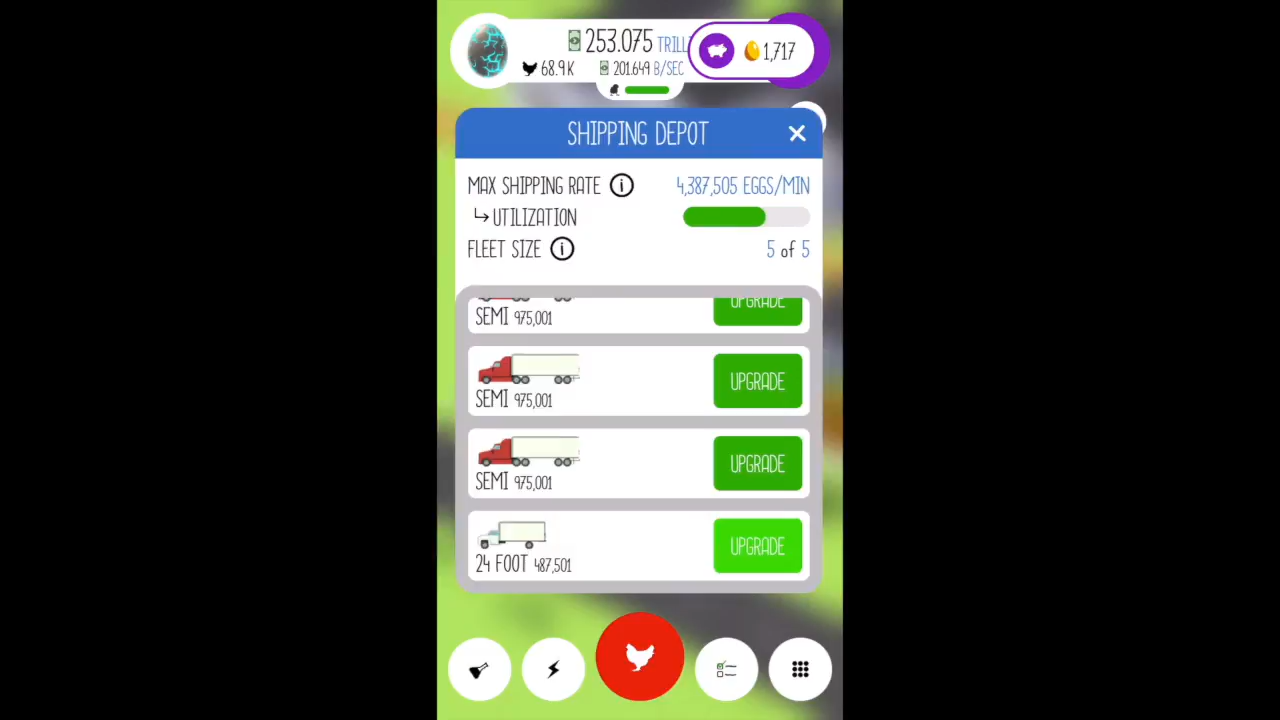 253.075 TRILLI
1,717
68.9K
201.649 B/SEC
SHIPPING DEPOT
MAX SHIPPING RATE
4,387,505 EGGS/MIN
UTILIZATION
FLEET SIZE
5 of 5
SEMI 975,001
UPGRADE
SEMI 975,001
UPGRADE
SEMI 975,001
UPGRADE
24 FOOT 487,501
UPGRADE